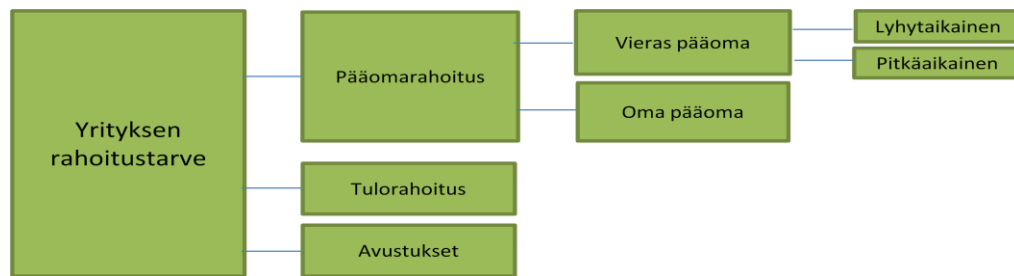 Yrityksen
rahoitustarve
Pääomarahoitus
Vieras pääoma
Lyhytaikainen
Pitkäaikainen
Oma pääoma
Tulorahoitus
Avustukset